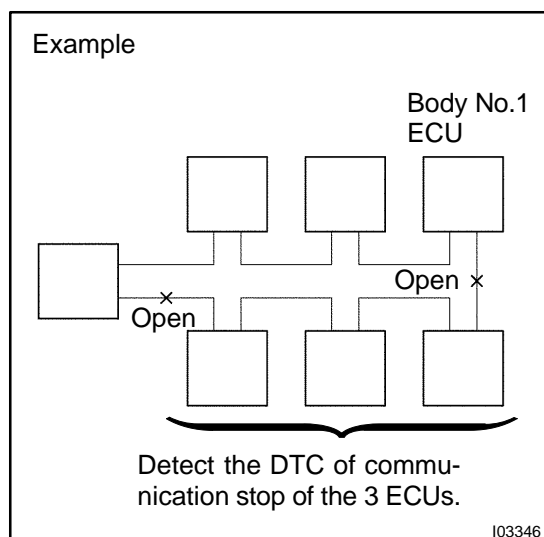 Example
Body No.1
ECU
Open
Open
Detect the DTC of commu-
nication stop of the 3 ECUs.
I03346